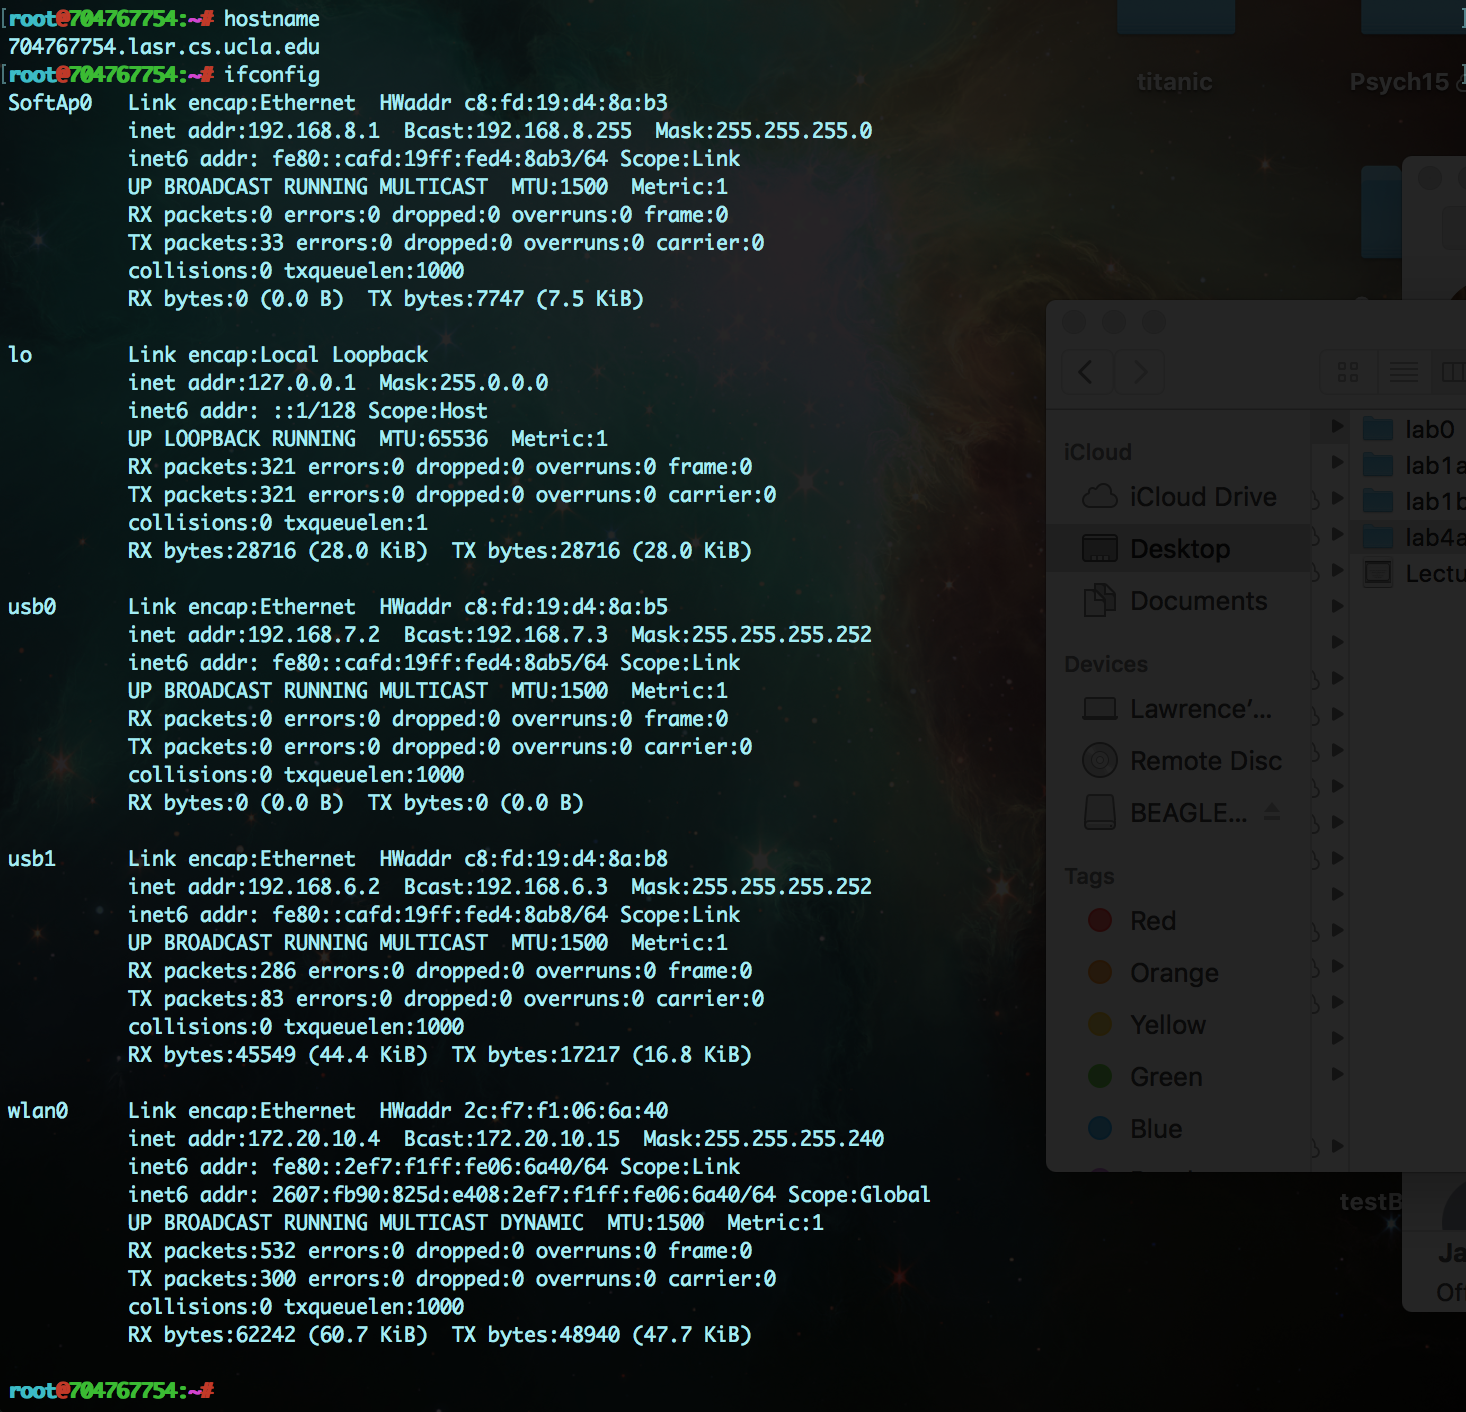 [root@704767754:~# hostname
704767754.lasr.cs.ucla.edu
[root@704767754:~# ifconfig
SoftAp0   Link encap:Ethernet  HWaddr c8:fd:19:d4:8a:b3
inet addr:192.168.8.1  Bcast:192.168.8.255  Mask:255.255.255.0
inet6 addr: fe80::cafd:19ff:fed4:8ab3/64 Scope:Link
UP BROADCAST RUNNING MULTICAST  MTU:1500  Metric:1
RX packets:0 errors:0 dropped:0 overruns:0 frame:0
TX packets:33 errors:0 dropped:0 overruns:0 carrier:0
collisions:0 txqueuelen:1000
RX bytes:0 (0.0 B)  TX bytes:7747 (7.5 KiB)
lo        Link encap:Local Loopback
inet addr:127.0.0.1  Mask:255.0.0.0
inet6 addr: ::1/128 Scope:Host
UP LOOPBACK RUNNING  MTU:65536  Metric:1
RX packets:321 errors:0 dropped:0 overruns:0 frame:0
TX packets:321 errors:0 dropped:0 overruns:0 carrier:0
collisions:0 txqueuelen:1
RX bytes:28716 (28.0 KiB)  TX bytes:28716 (28.0 KiB)
usb0      Link encap:Ethernet  HWaddr c8:fd:19:d4:8a:b5
inet addr:192.168.7.2  Bcast:192.168.7.3  Mask:255.255.255.252
inet6 addr: fe80::cafd:19ff:fed4:8ab5/64 Scope:Link
UP BROADCAST RUNNING MULTICAST  MTU:1500  Metric:1
RX packets:0 errors:0 dropped:0 overruns:0 frame:0
TX packets:0 errors:0 dropped:0 overruns:0 carrier:0
collisions:0 txqueuelen:1000
RX bytes:0 (0.0 B)  TX bytes:0 (0.0 B)
usb1      Link encap:Ethernet  HWaddr c8:fd:19:d4:8a:b8
inet addr:192.168.6.2  Bcast:192.168.6.3  Mask:255.255.255.252
inet6 addr: fe80::cafd:19ff:fed4:8ab8/64 Scope:Link
UP BROADCAST RUNNING MULTICAST  MTU:1500  Metric:1
RX packets:286 errors:0 dropped:0 overruns:0 frame:0
TX packets:83 errors:0 dropped:0 overruns:0 carrier:0
collisions:0 txqueuelen:1000
RX bytes:45549 (44.4 KiB)  TX bytes:17217 (16.8 KiB)
wlan0     Link encap:Ethernet  HWaddr 2c:f7:f1:06:6a:40
inet addr:172.20.10.4  Bcast:172.20.10.15  Mask:255.255.255.240
inet6 addr: fe80::2ef7:f1ff:fe06:6a40/64 Scope:Link
inet6 addr: 2607:fb90:825d:e408:2ef7:f1ff:fe06:6a40/64 Scope:Global
UP BROADCAST RUNNING MULTICAST DYNAMIC  MTU:1500  Metric:1
RX packets:532 errors:0 dropped:0 overruns:0 frame:0
TX packets:300 errors:0 dropped:0 overruns:0 carrier:0
collisions:0 txqueuelen:1000
RX bytes:62242 (60.7 KiB)  TX bytes:48940 (47.7 KiB)
root@704767754:~#
titanic
Psych15
iCloud
iCloud Drive
Desktop
Documents
Devices
Lawrence’...
Remote Disc
BEAGLE...
Tags
Red
Orange
Yellow
Green
Blue
lab0
lab1a
lab1b
lab4a
Lectu
testB
Ja
Of